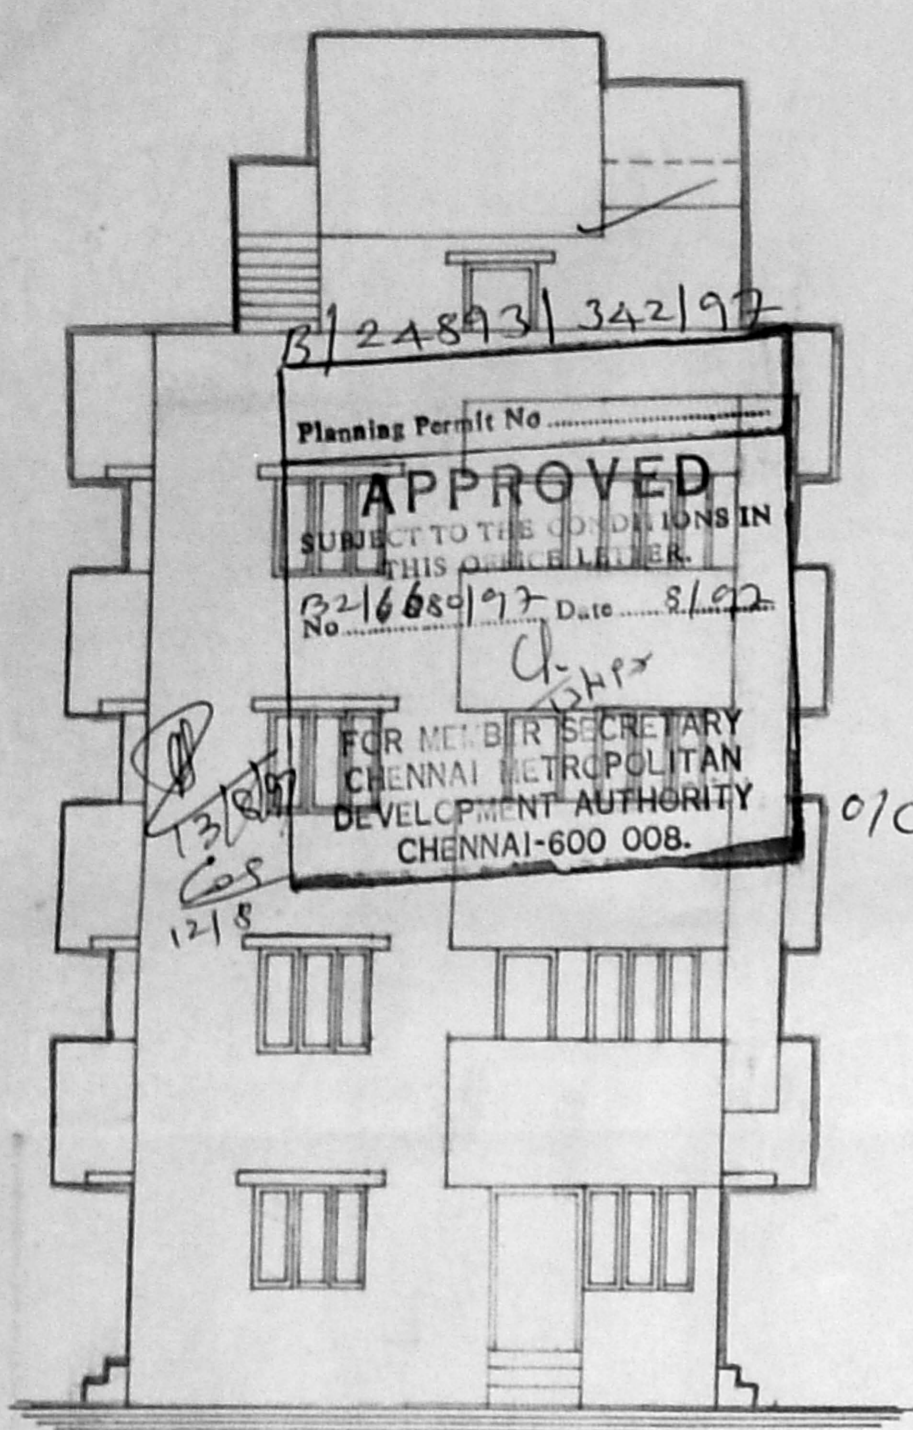 B/24893/342/97
Planning Permit No ....................
APPROVED
SUBJECT TO THE CONDITIONS IN
THIS OFFICE LETTER.
No B2/6680/97 Date ..... 8/97
FOR MEMBER SECRETARY
CHENNAI METROPOLITAN
DEVELOPMENT AUTHORITY
CHENNAI-600 008.
13/8/97
12/8